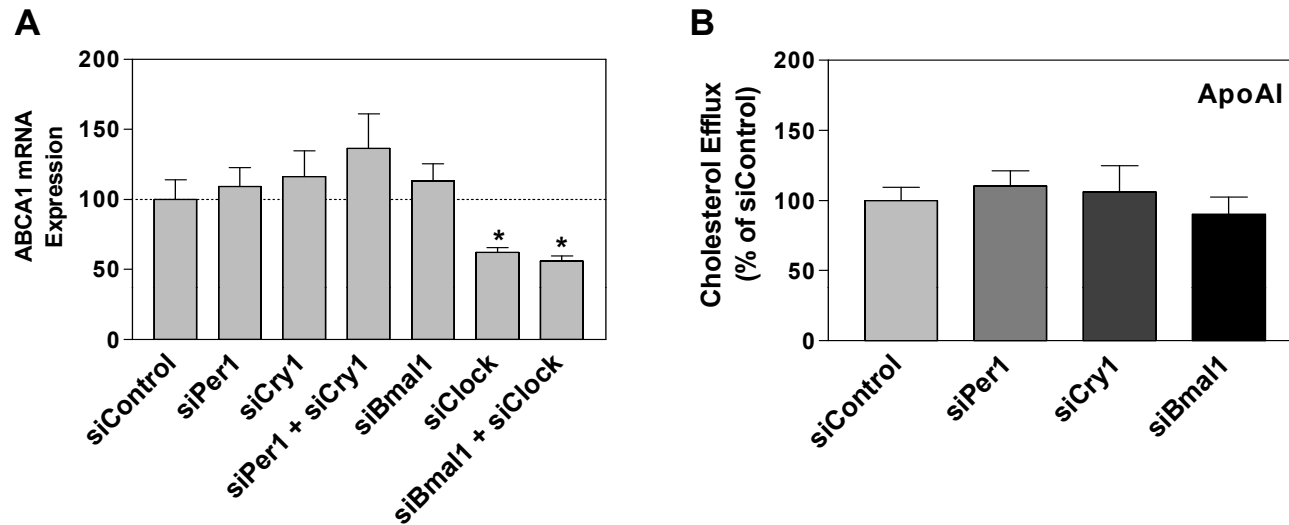 A
ABCA1 mRNA
Expression
200
150
100
50
0
*
*
siControl
siPer1
siCry1
siPer1 + siCry1
siBmal1
siClock
siBmal1 + siClock
B
Cholesterol Efflux
(% of siControl)
200
150
100
50
0
ApoAI
siControl
siPer1
siCry1
siBmal1